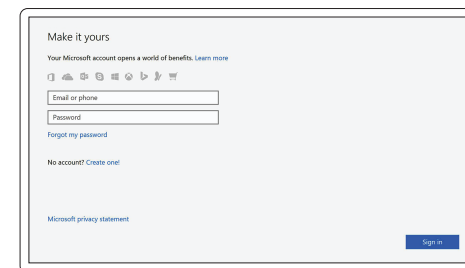 Make it yours
Your Microsoft account opens a world of benefits. Learn more
Email or phone
Password
Forgot my password
No account? Create one!
Microsoft privacy statement
Sign in